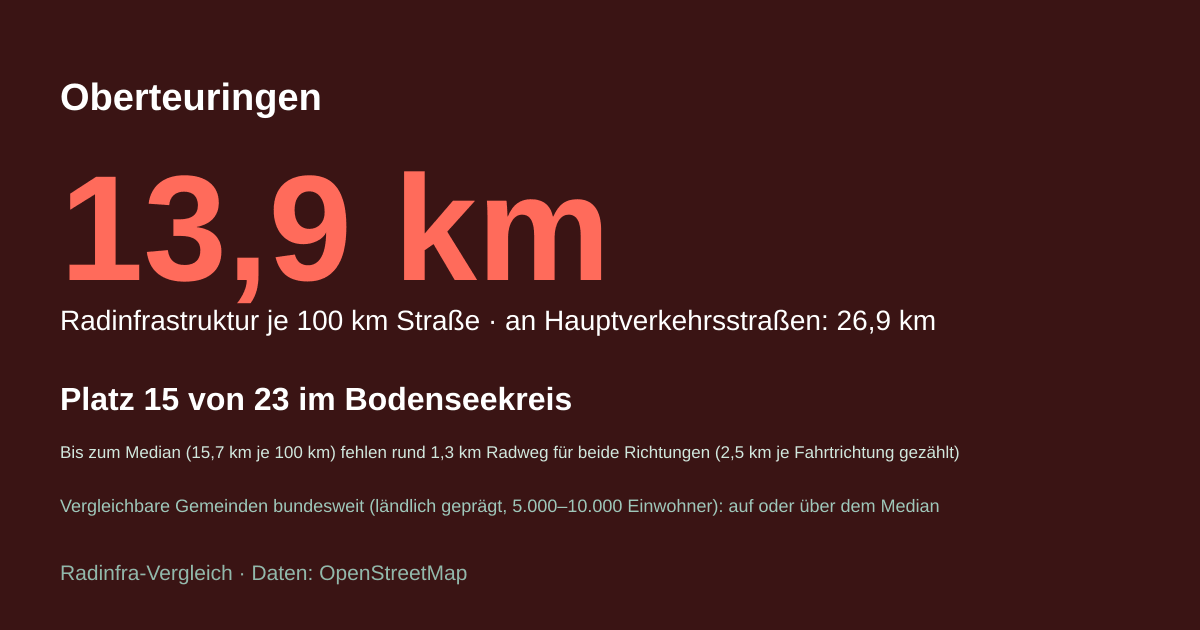 Oberteuringen
13,9 km
Radinfrastruktur je 100 km Straße · an Hauptverkehrsstraßen: 26,9 km
Platz 15 von 23 im Bodenseekreis
Bis zum Median (15,7 km je 100 km) fehlen rund 1,3 km Radweg für beide Richtungen (2,5 km je Fahrtrichtung gezählt)
Vergleichbare Gemeinden bundesweit (ländlich geprägt, 5.000–10.000 Einwohner): auf oder über dem Median
Radinfra-Vergleich · Daten: OpenStreetMap